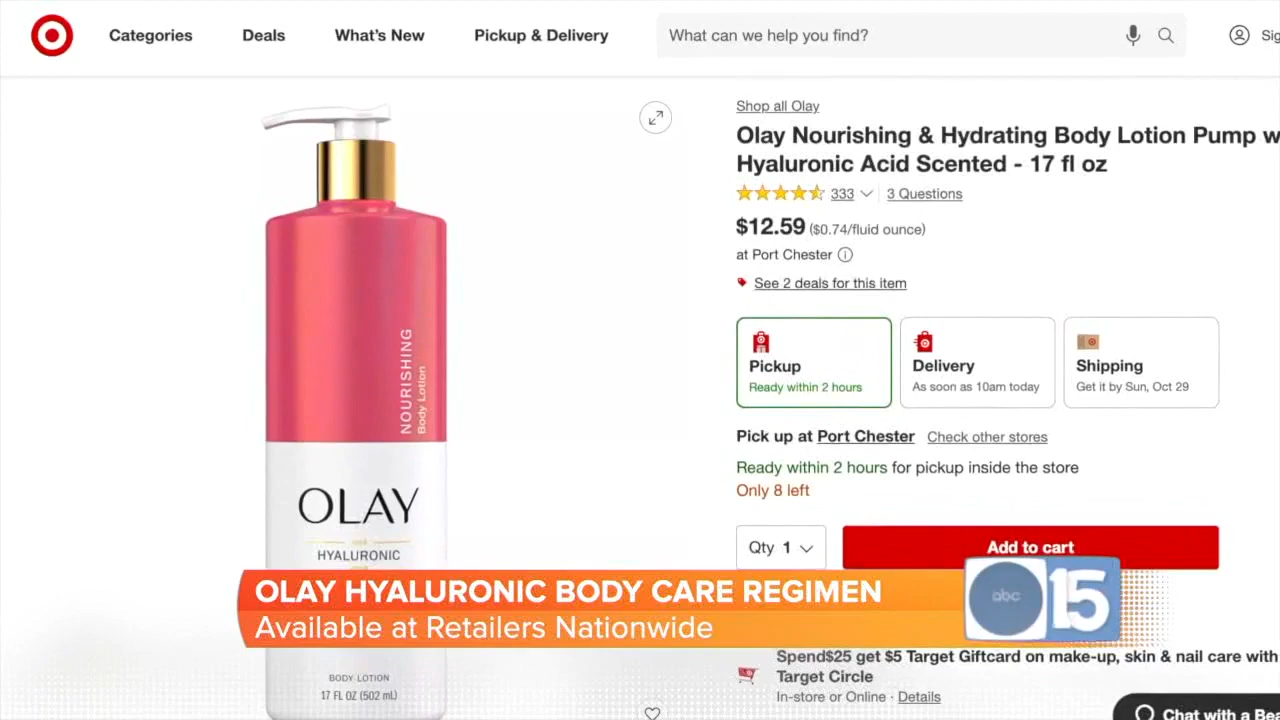 Categories
Deals
What's New
Pickup & Delivery
What can we help you find?
Sig
Shop all Olay
Olay Nourishing & Hydrating Body Lotion Pump w
Hyaluronic Acid Scented - 17 fl oz
333
3 Questions
$12.59 ($0.74/fluid ounce)
at Port Chester
See 2 deals for this item
Pickup
Ready within 2 hours
Delivery
As soon as 10am today
Shipping
Get it by Sun, Oct 29
Pick up at Port Chester
Check other stores
Ready within 2 hours for pickup inside the store
Only 8 left
Qty 1
Add to cart
NOURISHING
Body Lotion
OLAY
HYALURONIC
OLAY HYALURONIC BODY CARE REGIMEN
Available at Retailers Nationwide
abc
15
BODY LOTION
17 FL OZ (502 mL)
Spend$25 get $5 Target Giftcard on make-up, skin & nail care with
Target Circle
In-store or Online · Details
Chat with a Bea